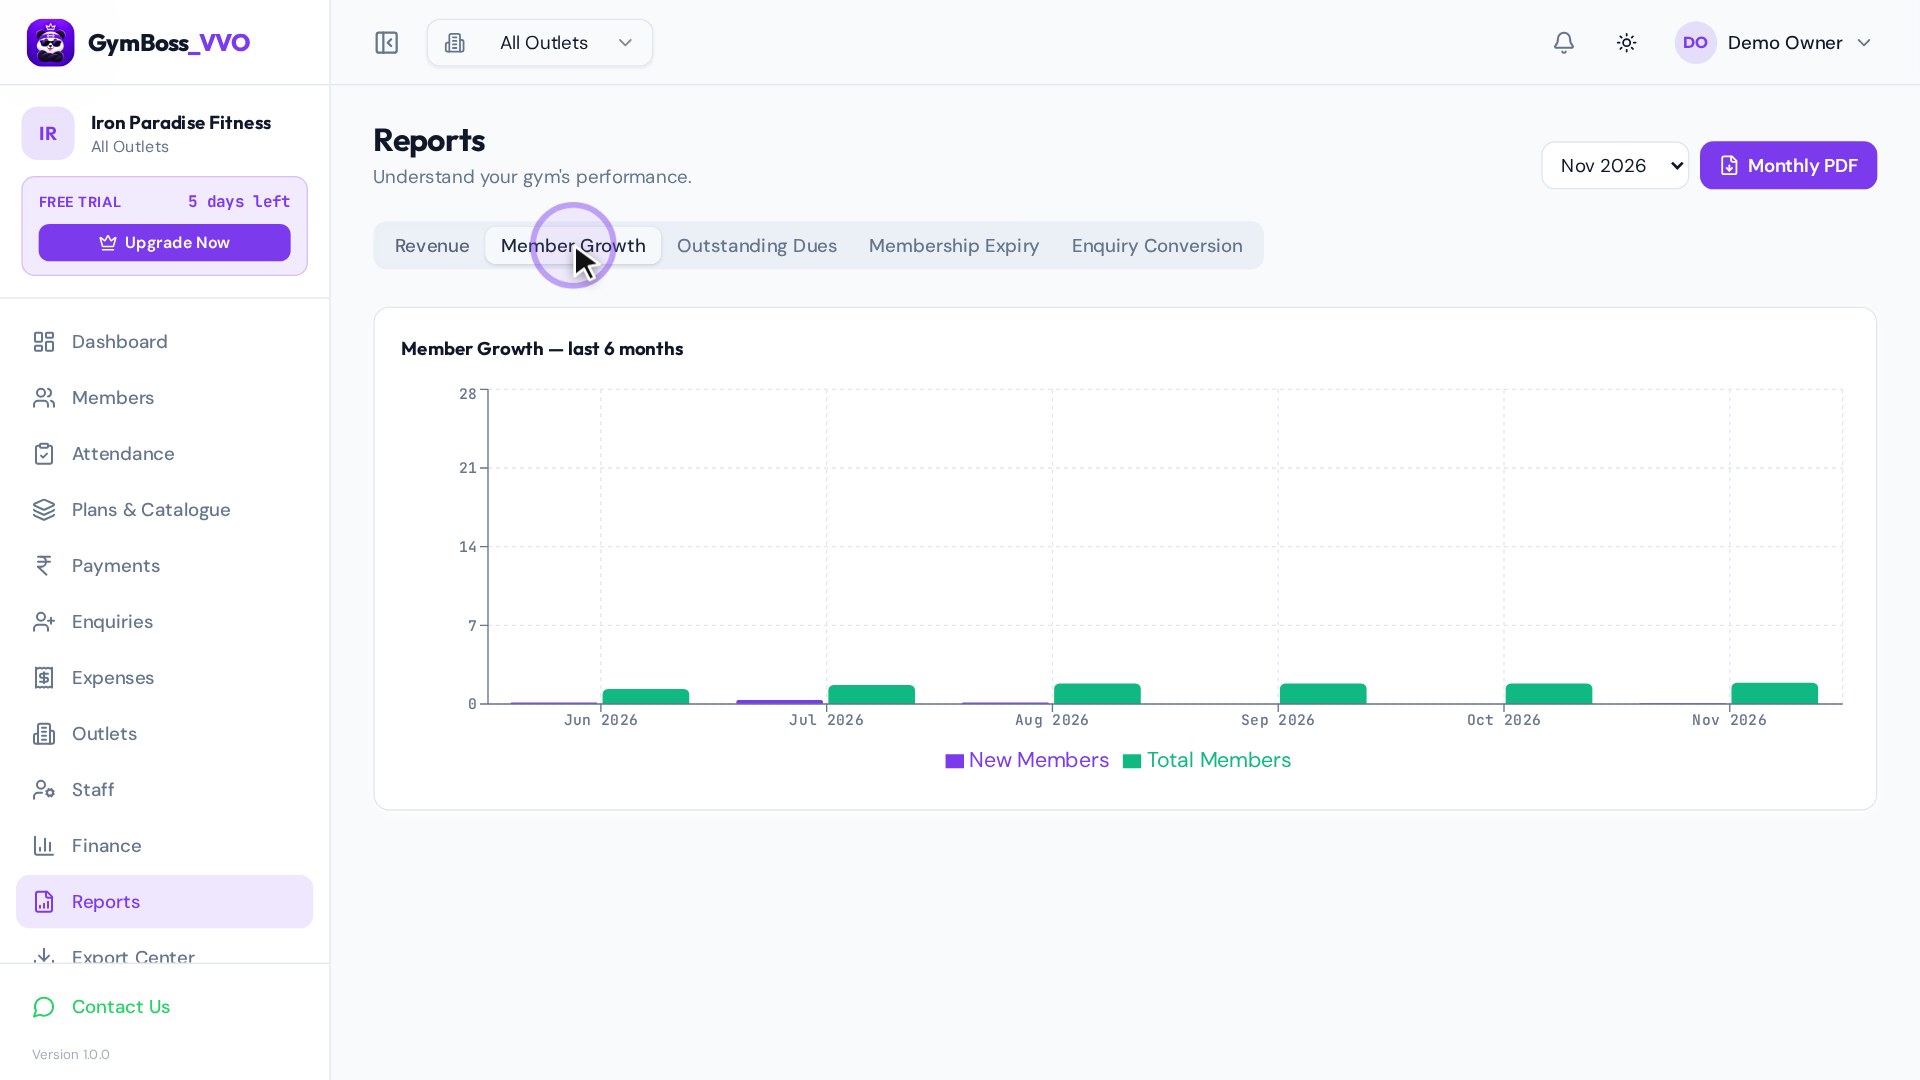 GymBoss_VVO
All Outlets
DO
Demo Owner
IR
Iron Paradise Fitness
All Outlets
FREE TRIAL
5 days left
Upgrade Now
Dashboard
Members
Attendance
Plans & Catalogue
Payments
Enquiries
Expenses
Outlets
Staff
Finance
Reports
Export Center
Contact Us
Version 1.0.0
Reports
Understand your gym's performance.
Nov 2026
Monthly PDF
Revenue
Member Growth
Outstanding Dues
Membership Expiry
Enquiry Conversion
Member Growth — last 6 months
28
21
14
7
0
Jun 2026
Jul 2026
Aug 2026
Sep 2026
Oct 2026
Nov 2026
New Members
Total Members